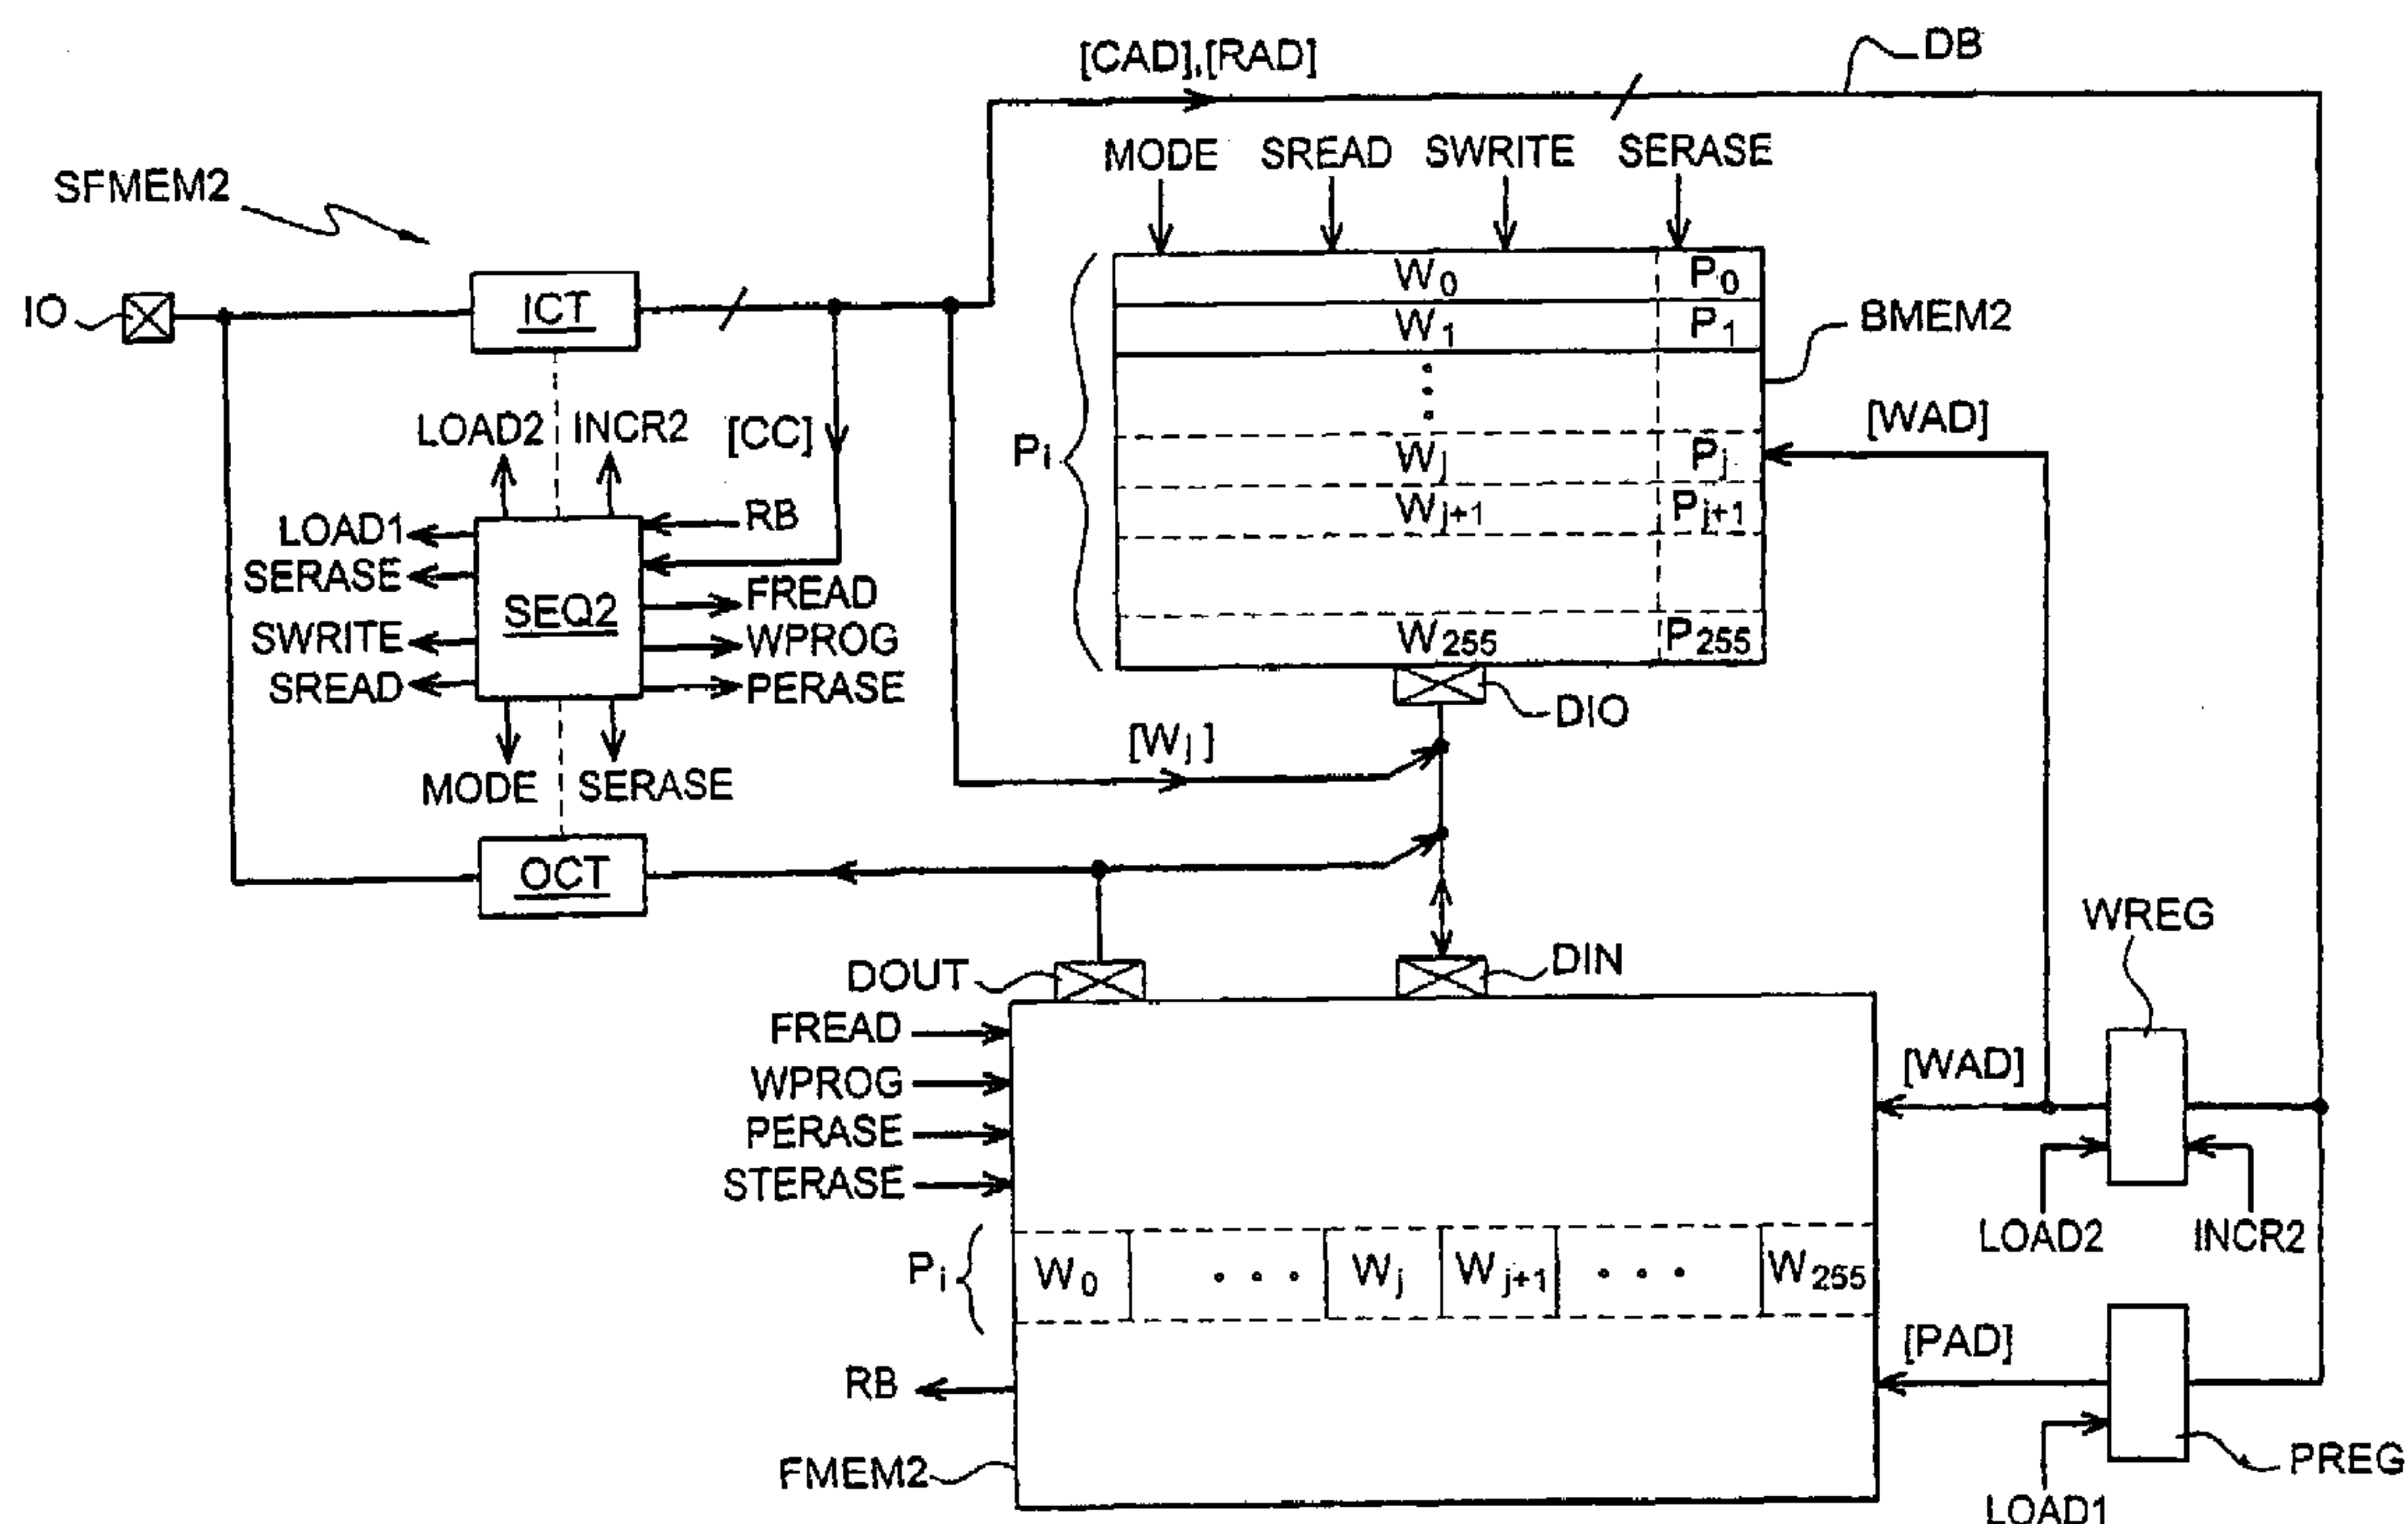 [CAD],[RAD]
DB
MODE SREAD SWRITE SERASE
SFMEM2
IO
ICT
W0 P0
W1 P1
BMEM2
Pi
Wj Pj
Wj+1 Pj+1
W255 P255
[WAD]
DIO
LOAD2 INCR2
[CC]
RB
LOAD1
SERASE
SWRITE
SREAD
SEQ2
FREAD
WPROG
PERASE
MODE SERASE
[Wj]
OCT
DOUT
DIN
WREG
FREAD
WPROG
PERASE
STERASE
[WAD]
LOAD2 INCR2
Pi
W0 • • • Wj Wj+1 • • • W255
RB
[PAD]
FMEM2
PREG
LOAD1